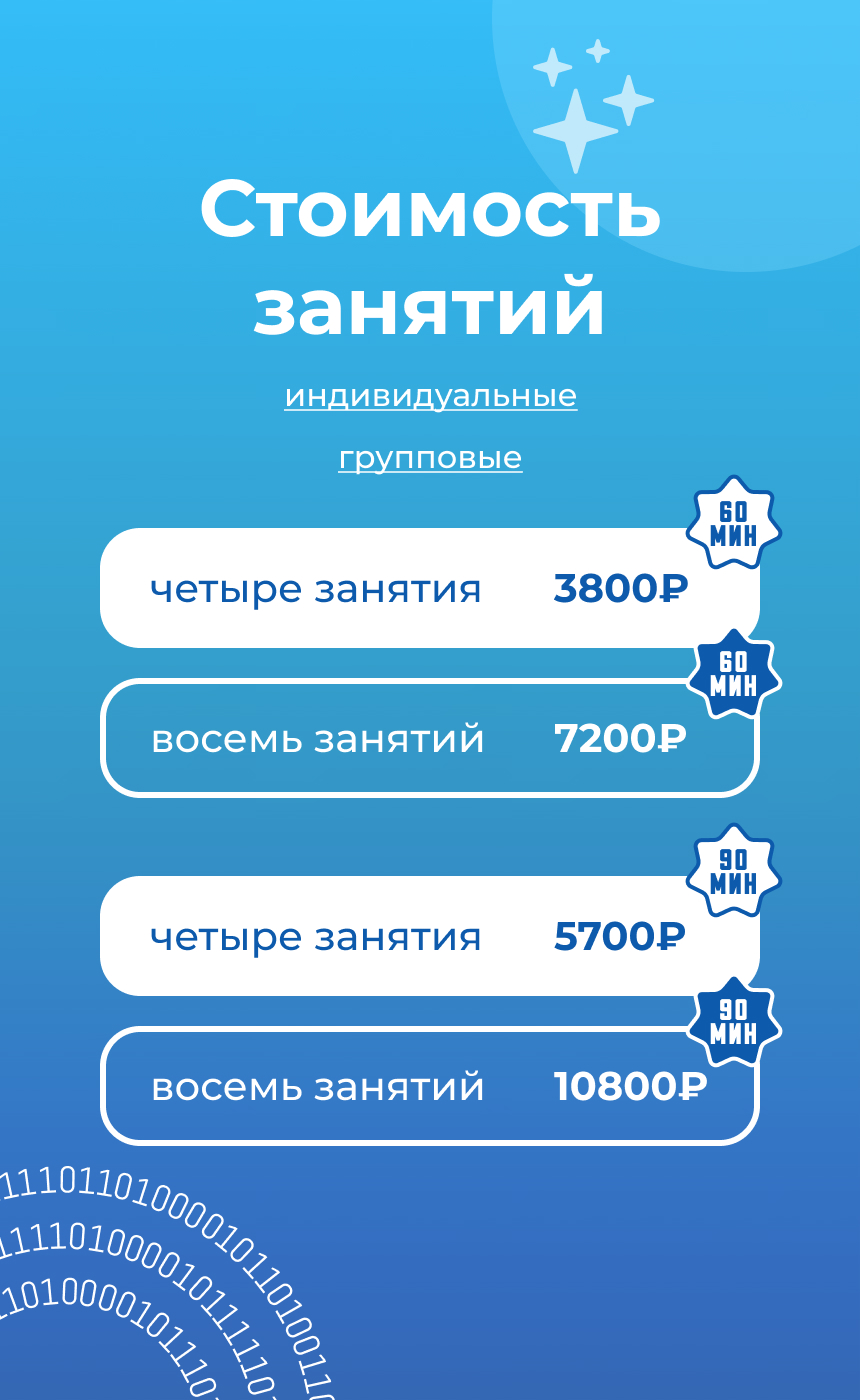 Стоимость
занятий
индивидуальные
групповые
60
МИН
четыре занятия 3800₽
60
МИН
восемь занятий 7200₽
90
МИН
четыре занятия 5700₽
90
МИН
восемь занятий 10800₽